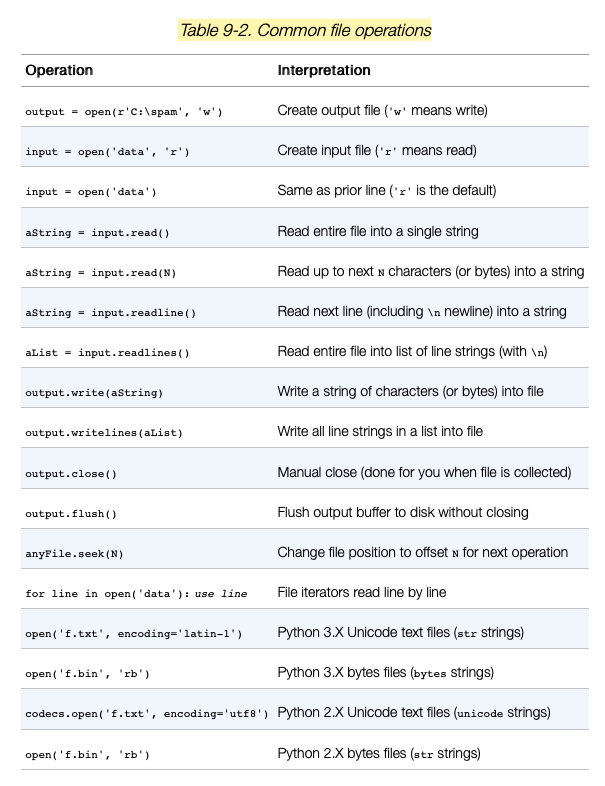 Table 9-2. Common file operations
Operation Interpretation
output = open(r'C:\spam', 'w') Create output file ('w' means write)
input = open('data', 'r') Create input file ('r' means read)
input = open('data') Same as prior line ('r' is the default)
aString = input.read() Read entire file into a single string
aString = input.read(N) Read up to next N characters (or bytes) into a string
aString = input.readline() Read next line (including \n newline) into a string
aList = input.readlines() Read entire file into list of line strings (with \n)
output.write(aString) Write a string of characters (or bytes) into file
output.writelines(aList) Write all line strings in a list into file
output.close() Manual close (done for you when file is collected)
output.flush() Flush output buffer to disk without closing
anyFile.seek(N) Change file position to offset N for next operation
for line in open('data'): use line File iterators read line by line
open('f.txt', encoding='latin-1') Python 3.X Unicode text files (str strings)
open('f.bin', 'rb') Python 3.X bytes files (bytes strings)
codecs.open('f.txt', encoding='utf8') Python 2.X Unicode text files (unicode strings)
open('f.bin', 'rb') Python 2.X bytes files (str strings)